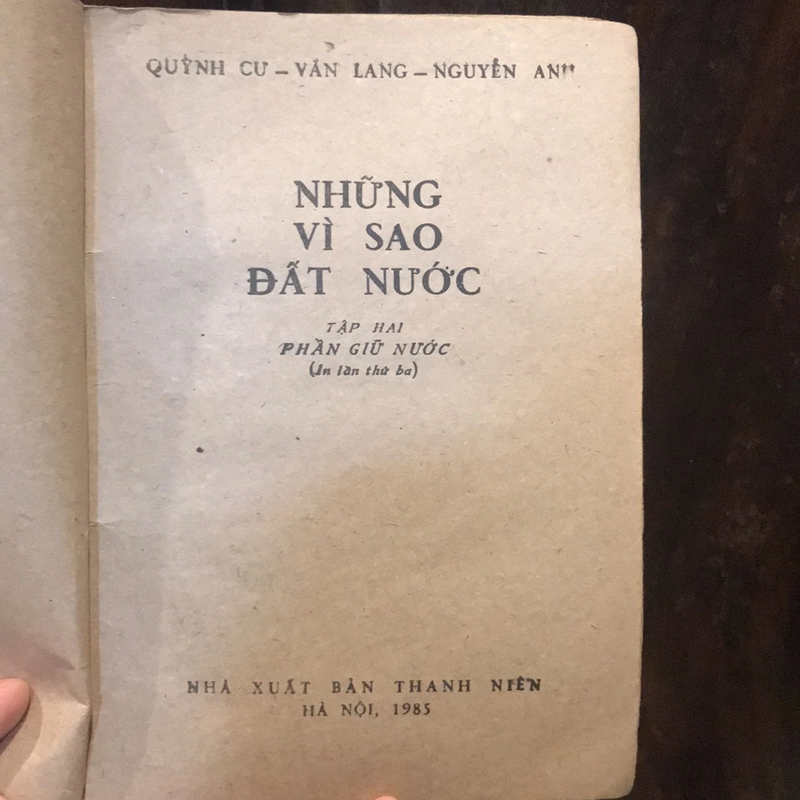 QUỲNH CƯ – VĂN LANG – NGUYỄN ANH
NHỮNG
VÌ SAO
ĐẤT NƯỚC
TẬP HAI
PHẦN GIỮ NƯỚC
(In lần thứ ba)
NHÀ XUẤT BẢN THANH NIÊN
HÀ NỘI, 1985